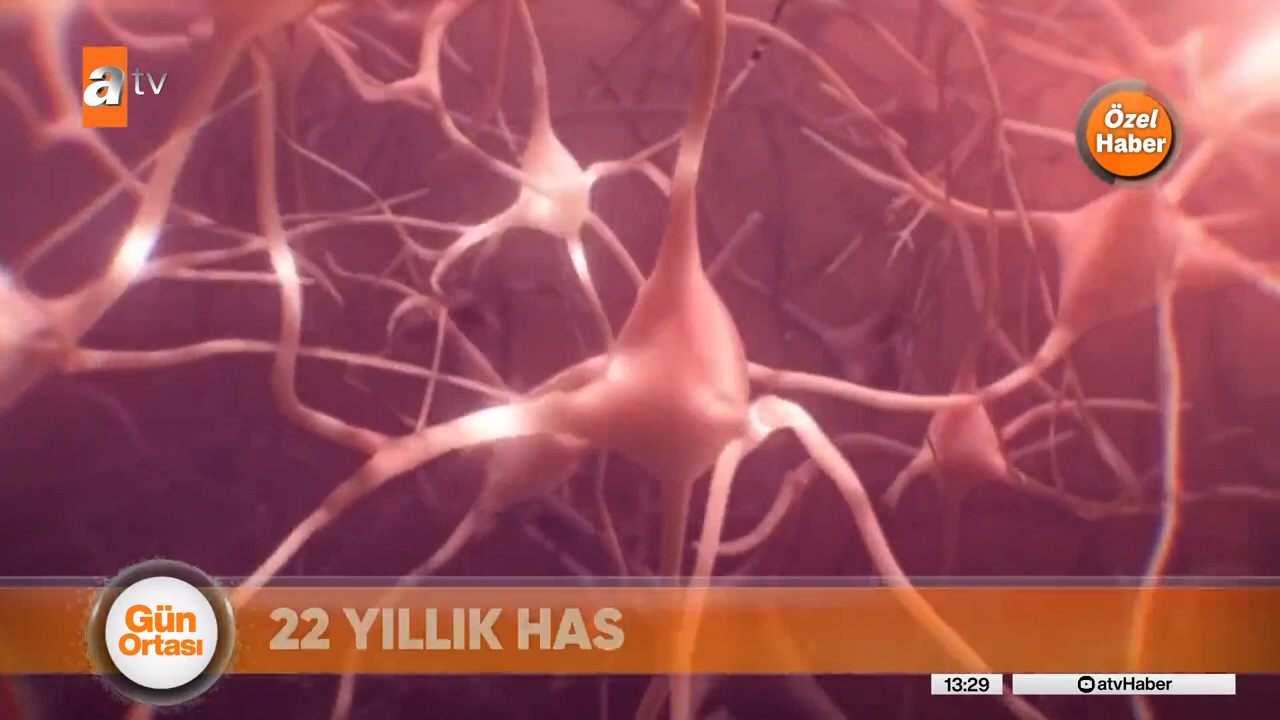 atv
Özel
Haber
Gün
Ortası
22 YILLIK HAS
13:29
atvHaber